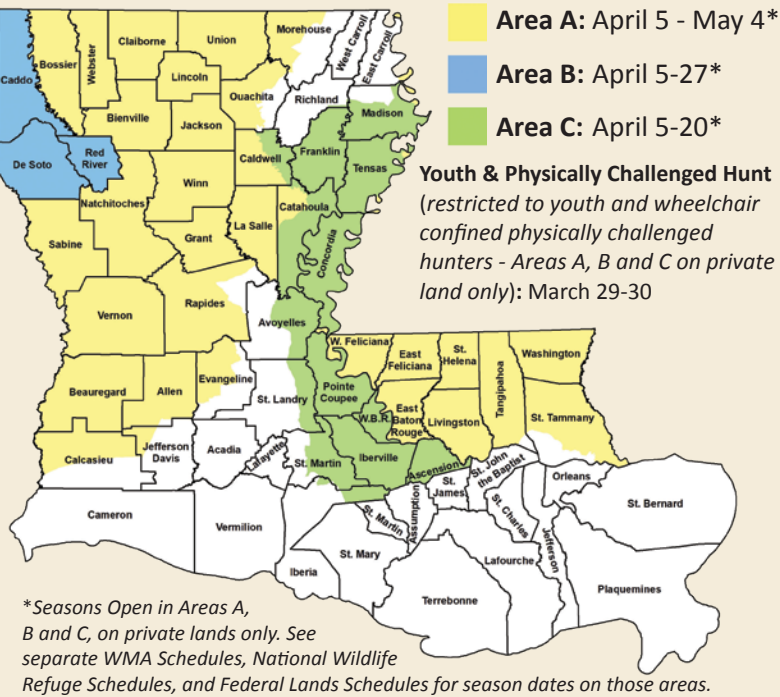 Area A: April 5 - May 4*
Area B: April 5-27*
Area C: April 5-20*
Youth & Physically Challenged Hunt
(restricted to youth and wheelchair
confined physically challenged
hunters - Areas A, B and C on private
land only): March 29-30
Caddo
Bossier
Webster
Claiborne
Union
Morehouse
West Carroll
East Carroll
Lincoln
Ouachita
Richland
Madison
Bienville
Jackson
De Soto
Red
River
Caldwell
Franklin
Tensas
Winn
Natchitoches
Catahoula
Sabine
Grant
La Salle
Concordia
Vernon
Rapides
Avoyelles
W. Feliciana
East
Feliciana
St.
Helena
Washington
Tangipahoa
Beauregard
Allen
Evangeline
St. Landry
Pointe
Coupee
W.B.R.
East
Baton
Rouge
Livingston
St. Tammany
Calcasieu
Jefferson
Davis
Acadia
Lafayette
St. Martin
Iberville
Ascension
St. John
the Baptist
Orleans
Cameron
Vermilion
St. Martin
Assumption
St.
James
St. Charles
Jefferson
St. Bernard
Iberia
St. Mary
Lafourche
Terrebonne
Plaquemines
*Seasons Open in Areas A,
B and C, on private lands only. See
separate WMA Schedules, National Wildlife
Refuge Schedules, and Federal Lands Schedules for season dates on those areas.